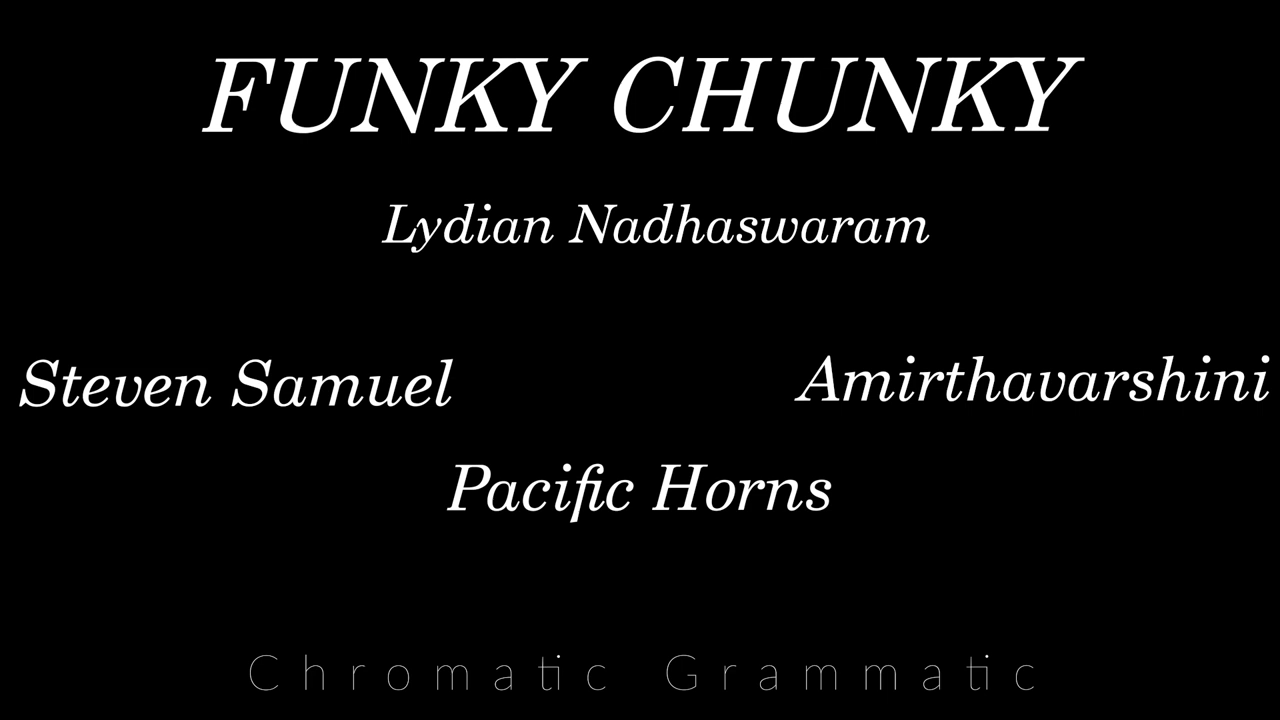 FUNKY CHUNKY
Lydian Nadhaswaram
Steven Samuel
Amirthavarshini
Pacific Horns
Chromatic Grammatic